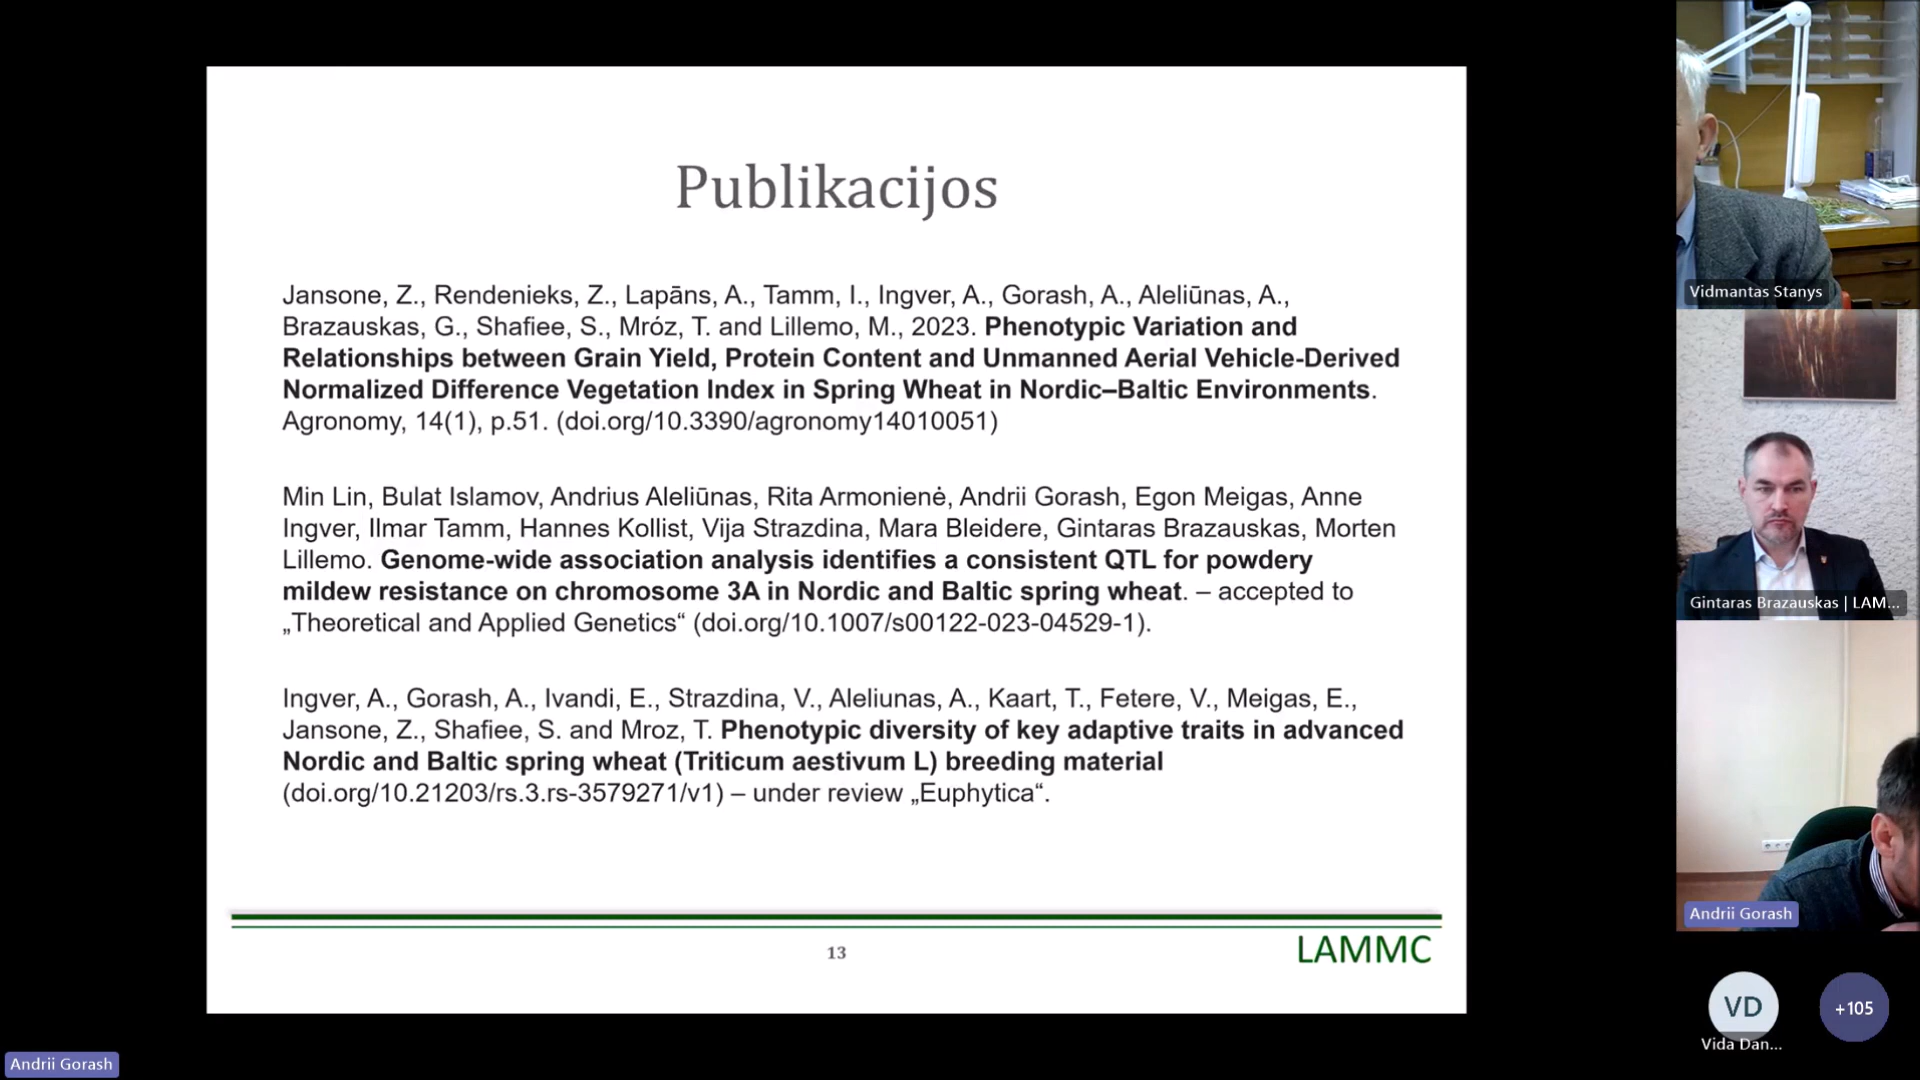 Publikacijos
Jansone, Z., Rendenieks, Z., Lapāns, A., Tamm, I., Ingver, A., Gorash, A., Aleliūnas, A.,
Brazauskas, G., Shafiee, S., Mróz, T. and Lillemo, M., 2023. Phenotypic Variation and
Relationships between Grain Yield, Protein Content and Unmanned Aerial Vehicle-Derived
Normalized Difference Vegetation Index in Spring Wheat in Nordic–Baltic Environments.
Agronomy, 14(1), p.51. (doi.org/10.3390/agronomy14010051)
Min Lin, Bulat Islamov, Andrius Aleliūnas, Rita Armonienė, Andrii Gorash, Egon Meigas, Anne
Ingver, Ilmar Tamm, Hannes Kollist, Vija Strazdina, Mara Bleidere, Gintaras Brazauskas, Morten
Lillemo. Genome-wide association analysis identifies a consistent QTL for powdery
mildew resistance on chromosome 3A in Nordic and Baltic spring wheat. – accepted to
„Theoretical and Applied Genetics“ (doi.org/10.1007/s00122-023-04529-1).
Ingver, A., Gorash, A., Ivandi, E., Strazdina, V., Aleliunas, A., Kaart, T., Fetere, V., Meigas, E.,
Jansone, Z., Shafiee, S. and Mroz, T. Phenotypic diversity of key adaptive traits in advanced
Nordic and Baltic spring wheat (Triticum aestivum L) breeding material
(doi.org/10.21203/rs.3.rs-3579271/v1) – under review „Euphytica“.
13
LAMMC
Vidmantas Stanys
Gintaras Brazauskas | LAM...
Andrii Gorash
VD
+105
Vida Dan...
Andrii Gorash